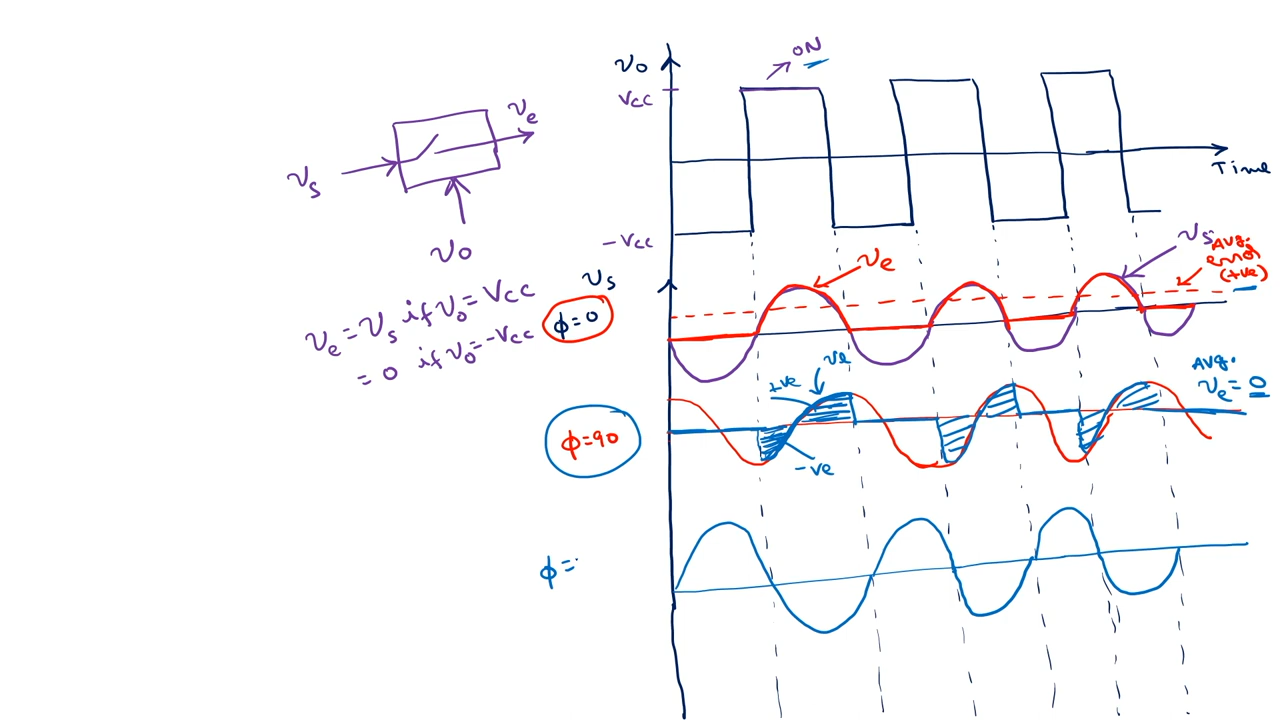 vs
ve
vo
ve = vs if vo = VCC
= 0 if vo = -VCC
vo
VCC
-VCC
ON
Time
vs
ϕ=0
ve
vs
Avg.
error
(+ve)
ϕ=90
+ve
ve
-ve
Avg.
ve = 0
ϕ=